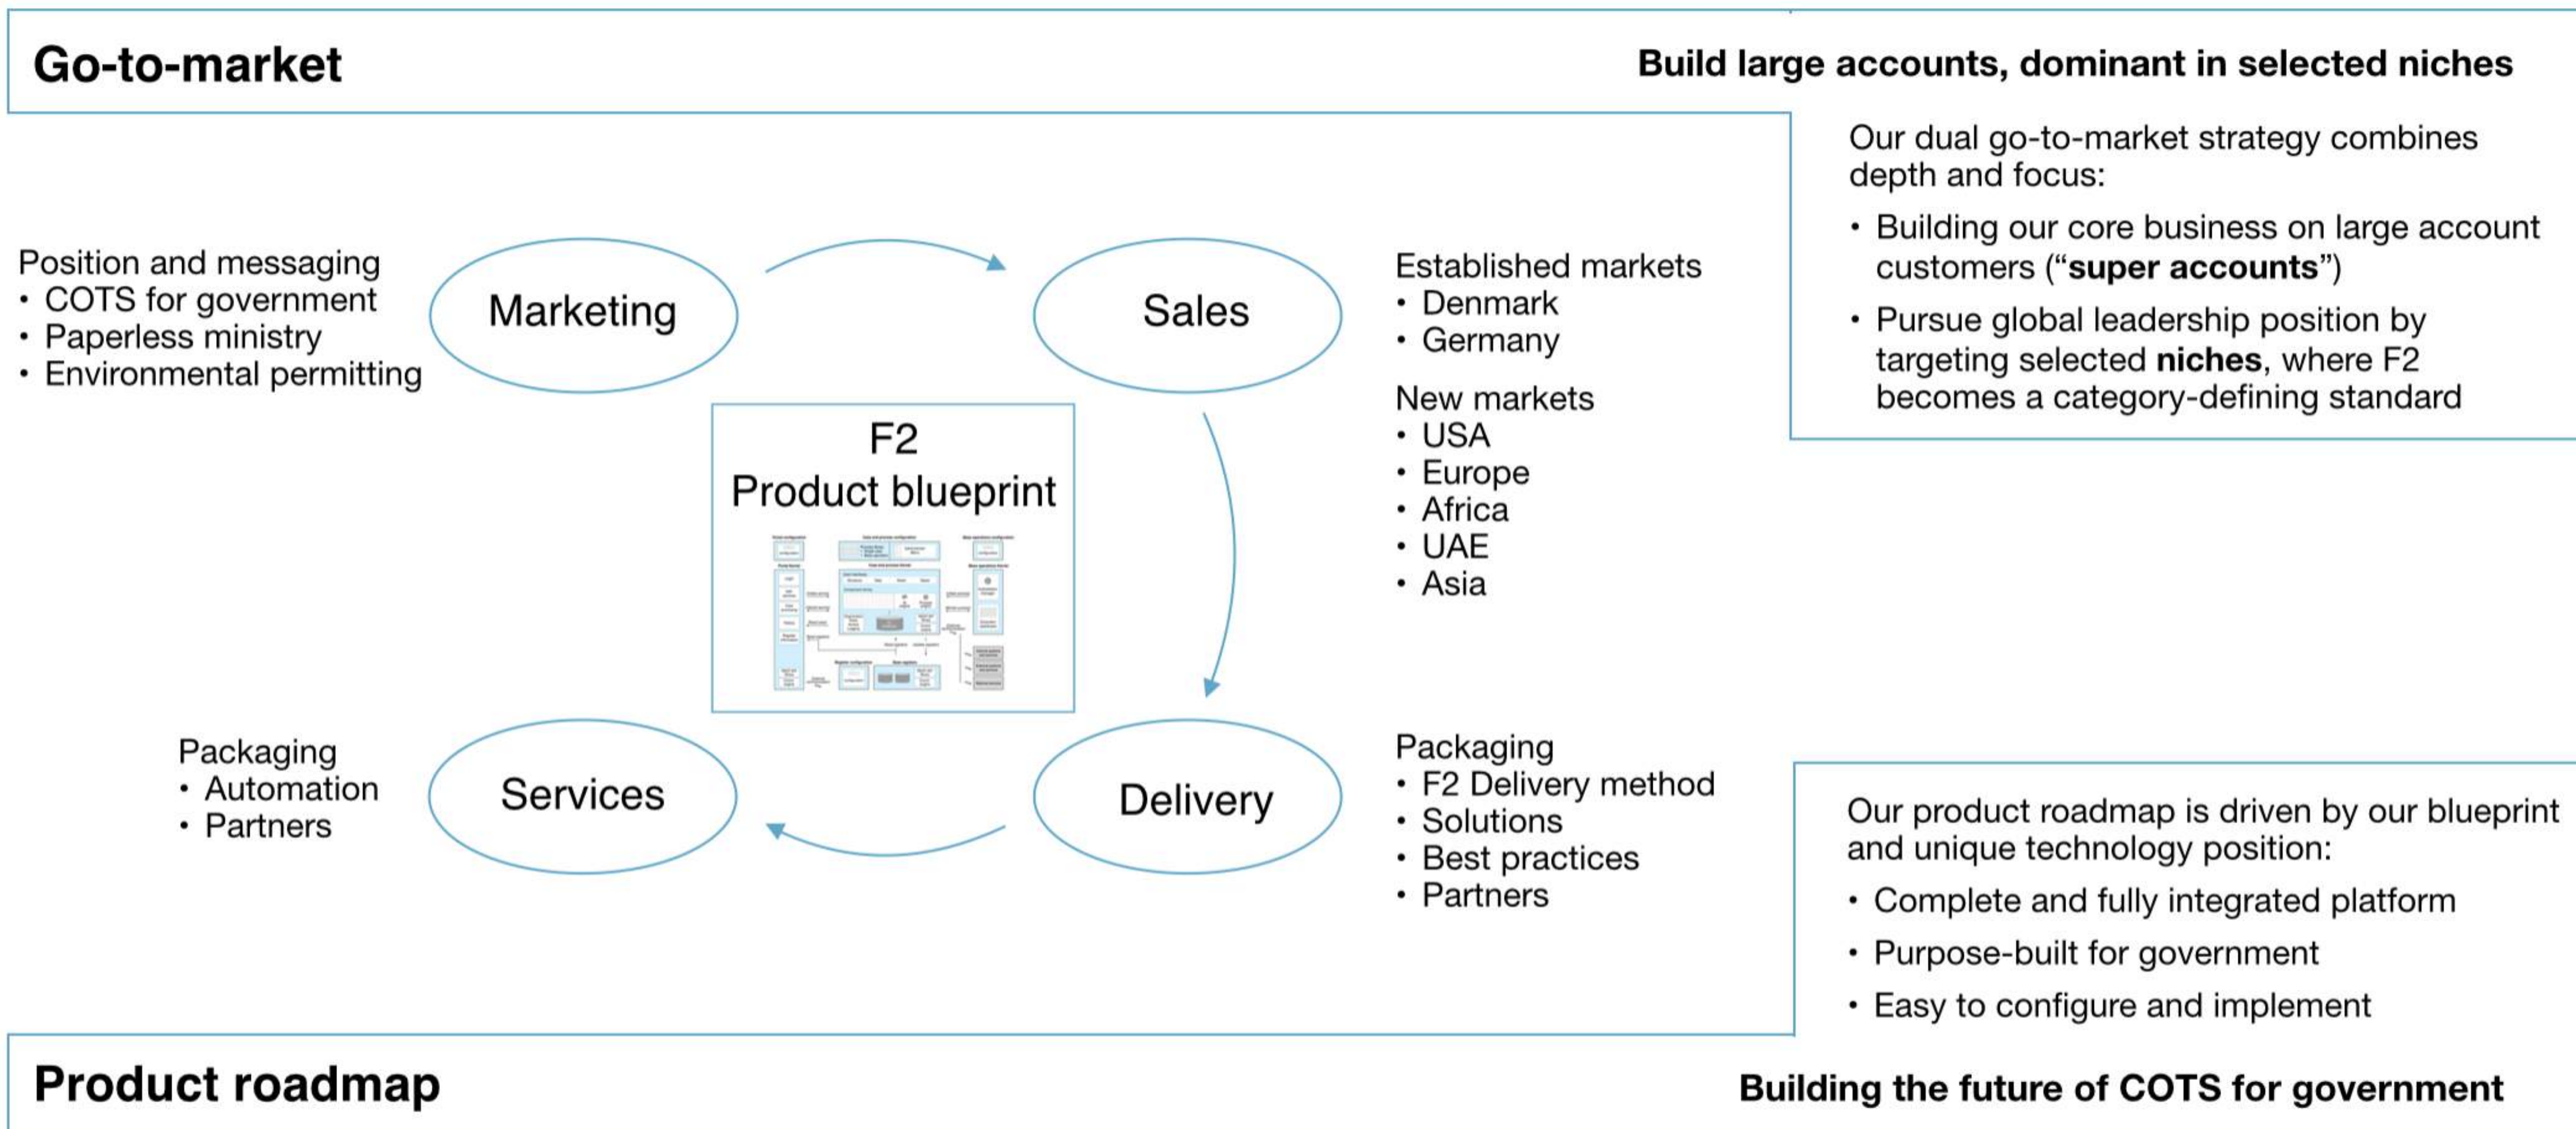 Go-to-market
Build large accounts, dominant in selected niches
Our dual go-to-market strategy combines
depth and focus:
• Building our core business on large account
customers (“super accounts”)
• Pursue global leadership position by
targeting selected niches, where F2
becomes a category-defining standard
Position and messaging
• COTS for government
• Paperless ministry
• Environmental permitting
Marketing
Sales
Established markets
• Denmark
• Germany
New markets
• USA
• Europe
• Africa
• UAE
• Asia
F2
Product blueprint
Packaging
• Automation
• Partners
Services
Delivery
Packaging
• F2 Delivery method
• Solutions
• Best practices
• Partners
Our product roadmap is driven by our blueprint
and unique technology position:
• Complete and fully integrated platform
• Purpose-built for government
• Easy to configure and implement
Product roadmap
Building the future of COTS for government